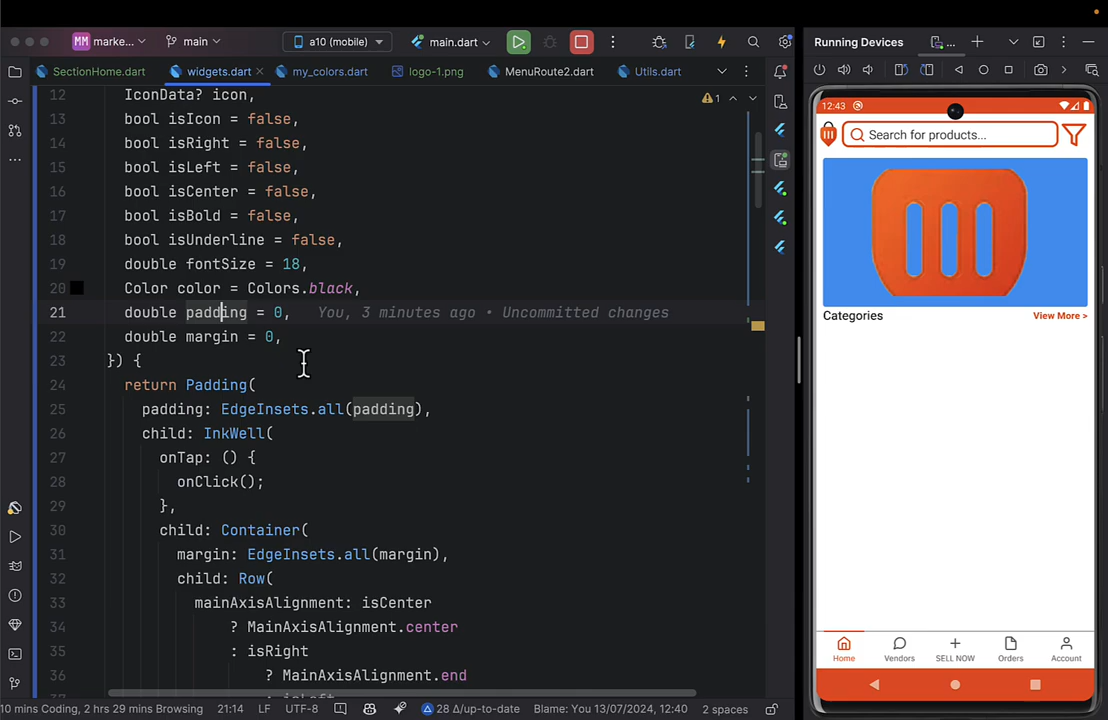 MM marke...
main
a10 (mobile)
main.dart
Running Devices
...
SectionHome.dart
widgets.dart
my_colors.dart
logo-1.png
MenuRoute2.dart
Utils.dart
12 IconData? icon,
13 bool isIcon = false,
14 bool isRight = false,
15 bool isLeft = false,
16 bool isCenter = false,
17 bool isBold = false,
18 bool isUnderline = false,
19 double fontSize = 18,
20 Color color = Colors.black,
21 double padding = 0, You, 3 minutes ago • Uncommitted changes
22 double margin = 0,
23 }) {
24 return Padding(
25 padding: EdgeInsets.all(padding),
26 child: InkWell(
27 onTap: () {
28 onClick();
29 },
30 child: Container(
31 margin: EdgeInsets.all(margin),
32 child: Row(
33 mainAxisAlignment: isCenter
34 ? MainAxisAlignment.center
35 : isRight
36 ? MainAxisAlignment.end
1
12:43
Search for products...
Categories
View More >
Home
Vendors
SELL NOW
Orders
Account
10 mins Coding, 2 hrs 29 mins Browsing
21:14
LF
UTF-8
28 Δ/up-to-date
Blame: You 13/07/2024, 12:40
2 spaces